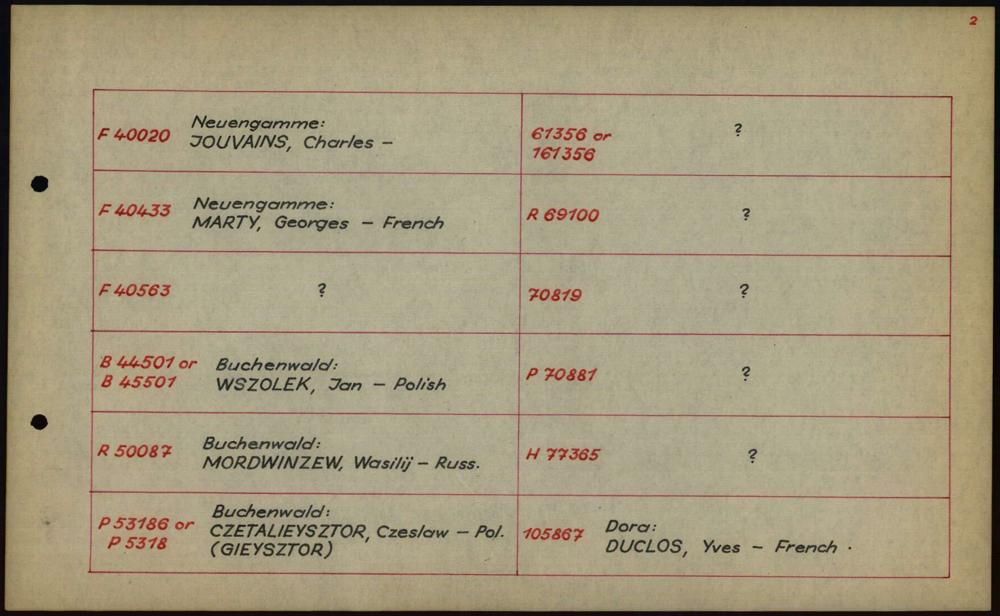 2
F 40020
Neuengamme:
JOUVAINS, Charles –
61356 or
161356
?
F 40433
Neuengamme:
MARTY, Georges – French
R 69100
?
F 40563
?
70819
?
B 44501 or
B 45501
Buchenwald:
WSZOLEK, Jan – Polish
P 70881
?
R 50087
Buchenwald:
MORDWINZEW, Wasilij – Russ.
H 77365
?
P 53186 or
P 5318
Buchenwald:
CZETALIEYSZTOR, Czeslaw – Pol.
(GIEYSZTOR)
105867
Dora:
DUCLOS, Yves – French .